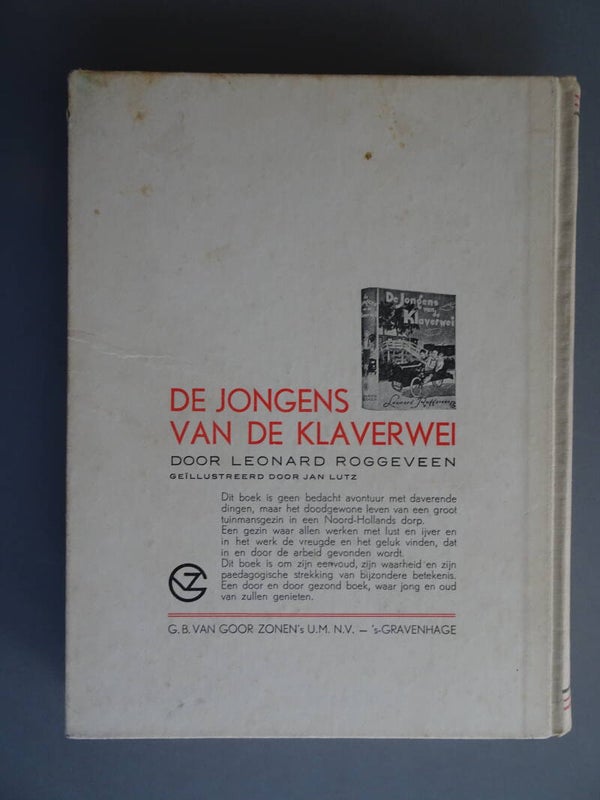 De Jongens
van de
Klaverwei
DE JONGENS
VAN DE KLAVERWEI
DOOR LEONARD ROGGEVEEN
GEÏLLUSTREERD DOOR JAN LUTZ
Dit boek is geen bedacht avontuur met daverende
dingen, maar het doodgewone leven van een groot
tuinmansgezin in een Noord-Hollands dorp.
Een gezin waar allen werken met lust en ijver en
in het werk de vreugde en het geluk vinden, dat
in en door de arbeid gevonden wordt.
Dit boek is om zijn eenvoud, zijn waarheid en zijn
paedagogische strekking van bijzondere betekenis.
Een door en door gezond boek, waar jong en oud
van zullen genieten.
G. B. VAN GOOR ZONEN's U.M. N.V. — 's-GRAVENHAGE